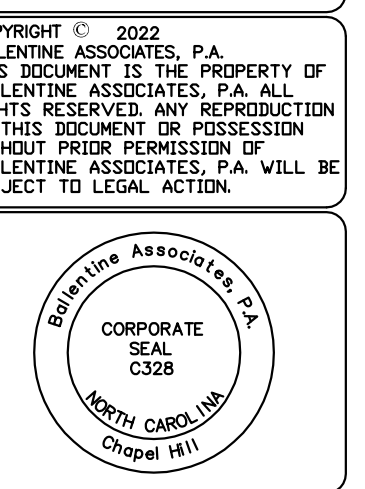 PYRIGHT © 2022
LENTINE ASSOCIATES, P.A.
S DOCUMENT IS THE PROPERTY OF
LENTINE ASSOCIATES, P.A. ALL
HTS RESERVED. ANY REPRODUCTION
THIS DOCUMENT OR POSSESSION
HOUT PRIOR PERMISSION OF
LENTINE ASSOCIATES, P.A. WILL BE
JECT TO LEGAL ACTION.
Ballentine Associates, P.A.
CORPORATE
SEAL
C328
NORTH CAROLINA
Chapel Hill